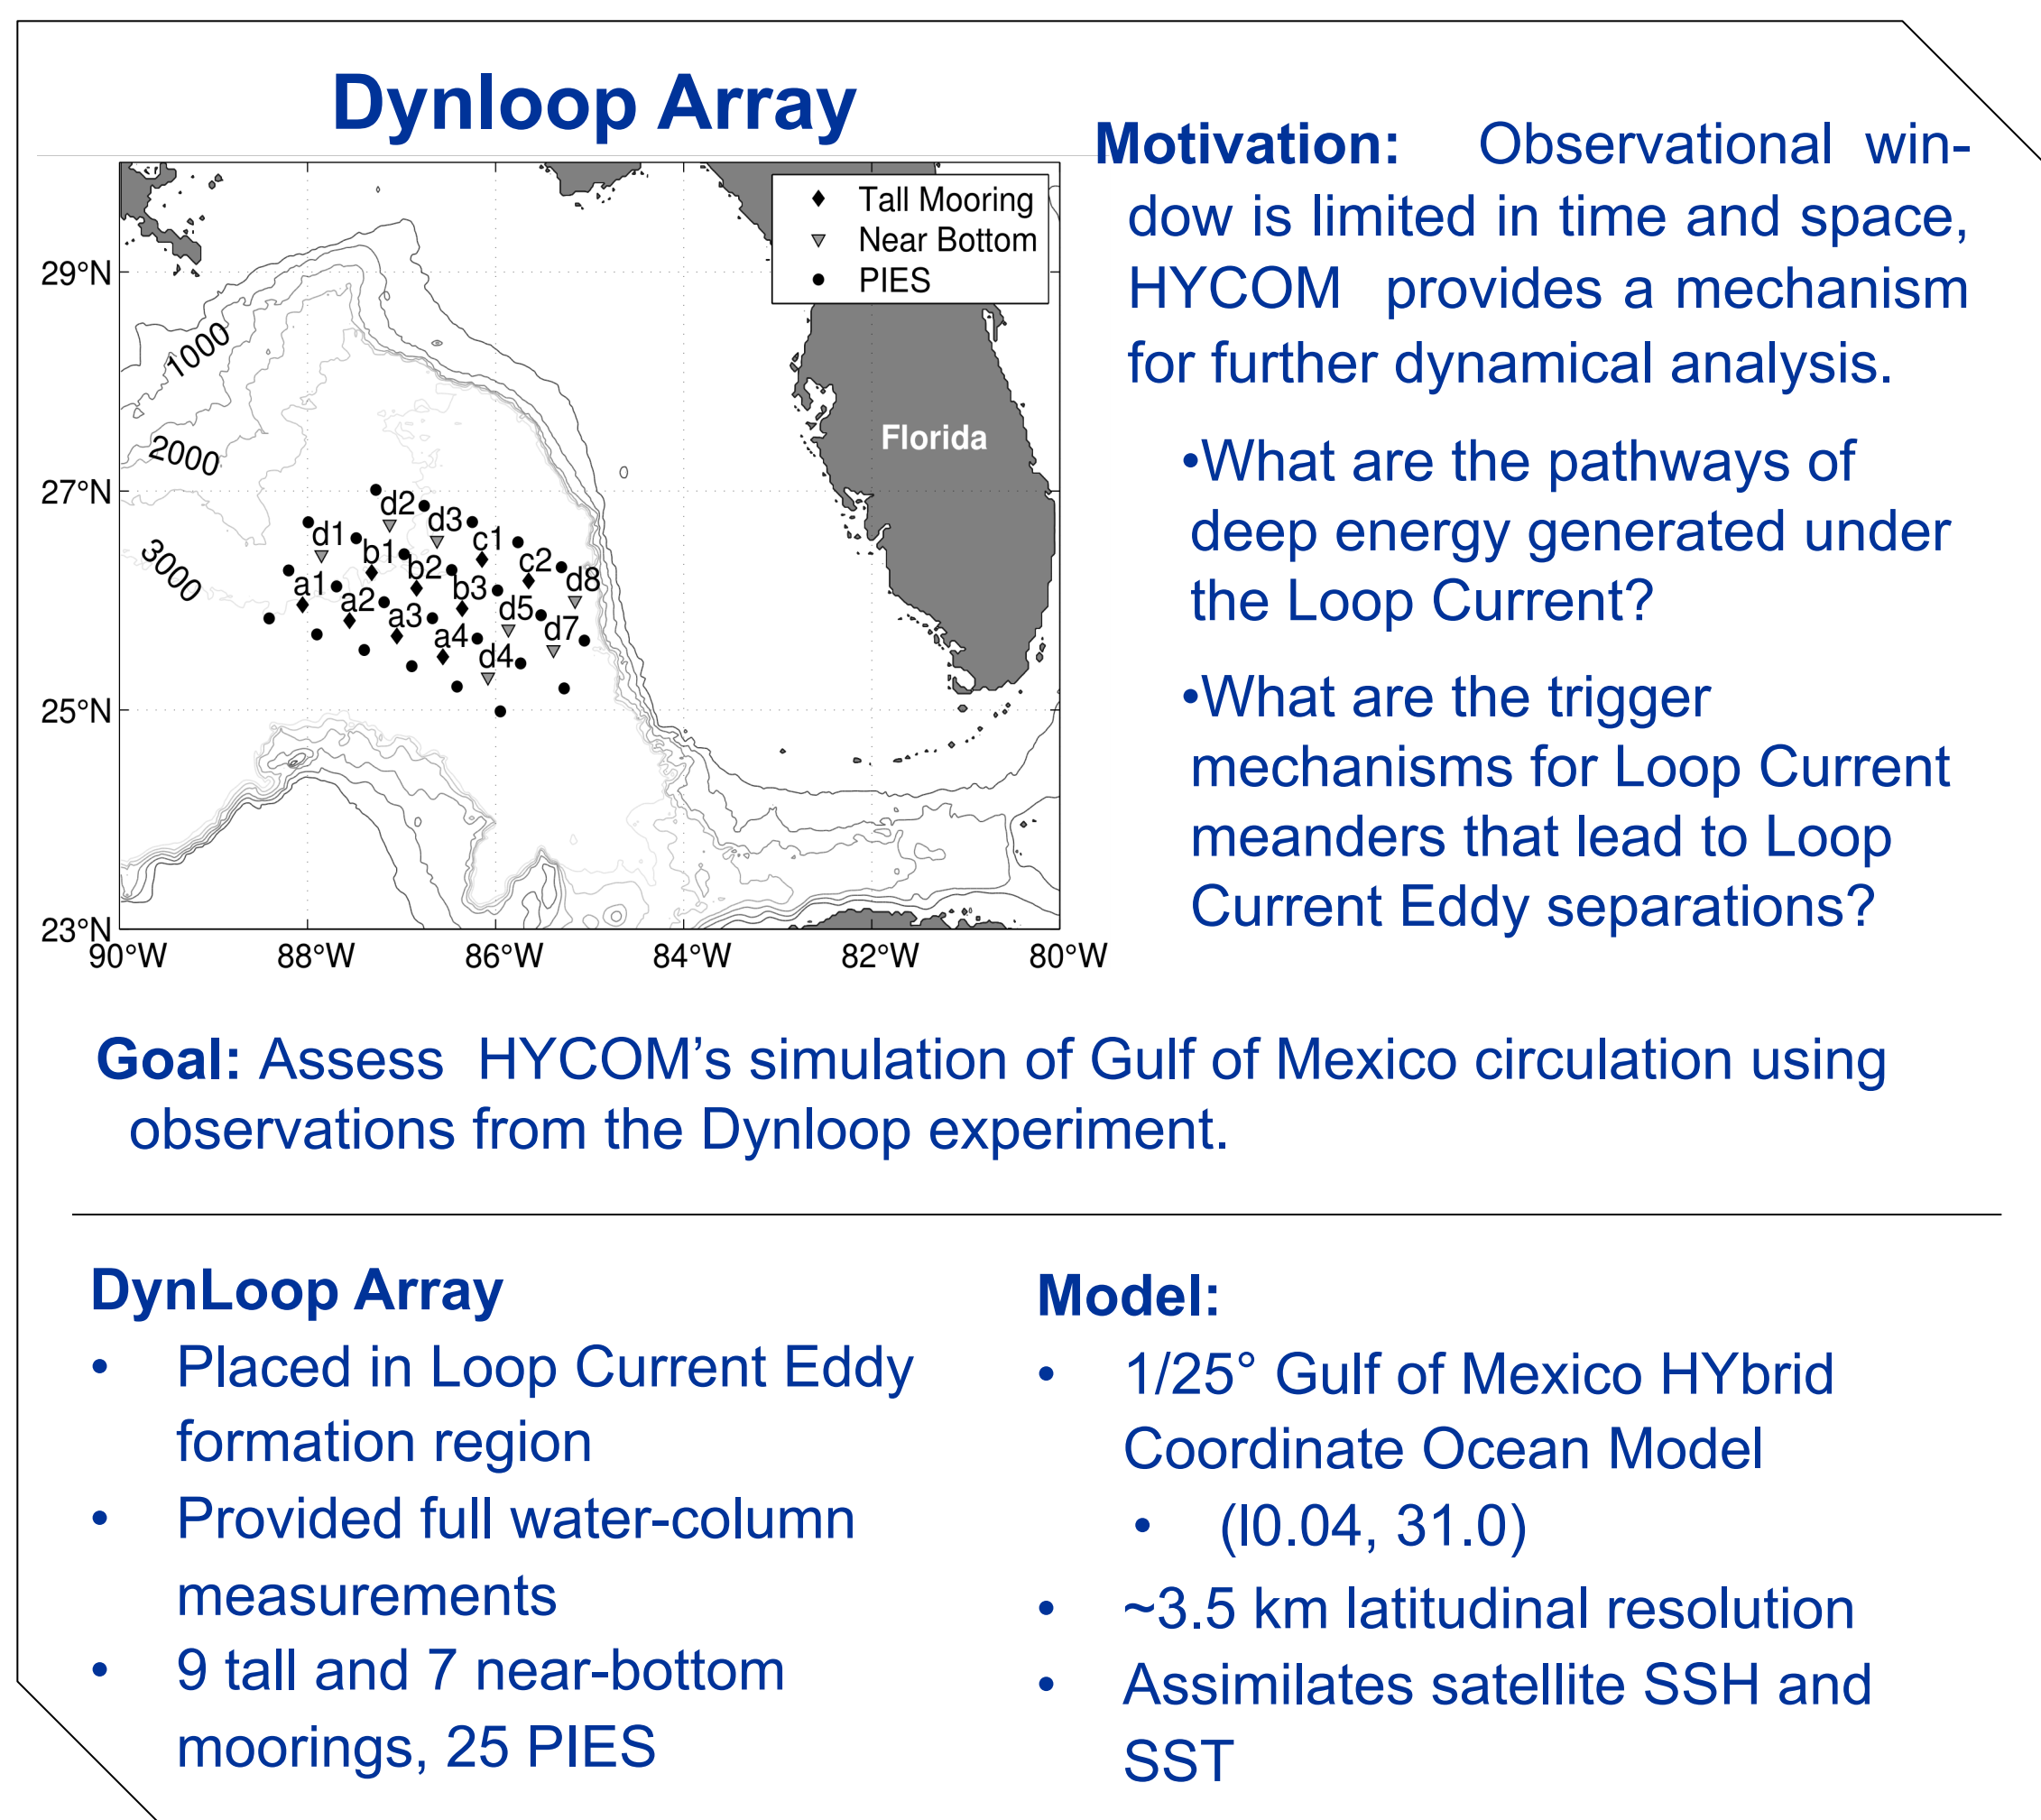 Dynloop Array
Tall Mooring
Near Bottom
PIES
29°N
27°N
25°N
23°N
90°W
88°W
86°W
84°W
82°W
80°W
1000
2000
3000
Florida
d2
d3
d1
c1
b1
c2
b2
d8
a1
b3
a2
d5
a3
d7
a4
d4
Motivation: Observational win-
dow is limited in time and space,
HYCOM provides a mechanism
for further dynamical analysis.
•What are the pathways of
deep energy generated under
the Loop Current?
•What are the trigger
mechanisms for Loop Current
meanders that lead to Loop
Current Eddy separations?
Goal: Assess HYCOM’s simulation of Gulf of Mexico circulation using
observations from the Dynloop experiment.
DynLoop Array
• Placed in Loop Current Eddy
formation region
• Provided full water-column
measurements
• 9 tall and 7 near-bottom
moorings, 25 PIES
Model:
• 1/25° Gulf of Mexico HYbrid
Coordinate Ocean Model
• (l0.04, 31.0)
• ~3.5 km latitudinal resolution
• Assimilates satellite SSH and
SST